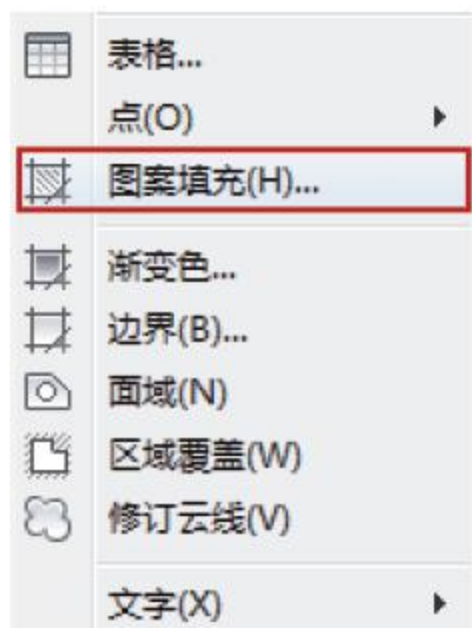 表格...
点(O)
图案填充(H)...
渐变色...
边界(B)...
面域(N)
区域覆盖(W)
修订云线(V)
文字(X)